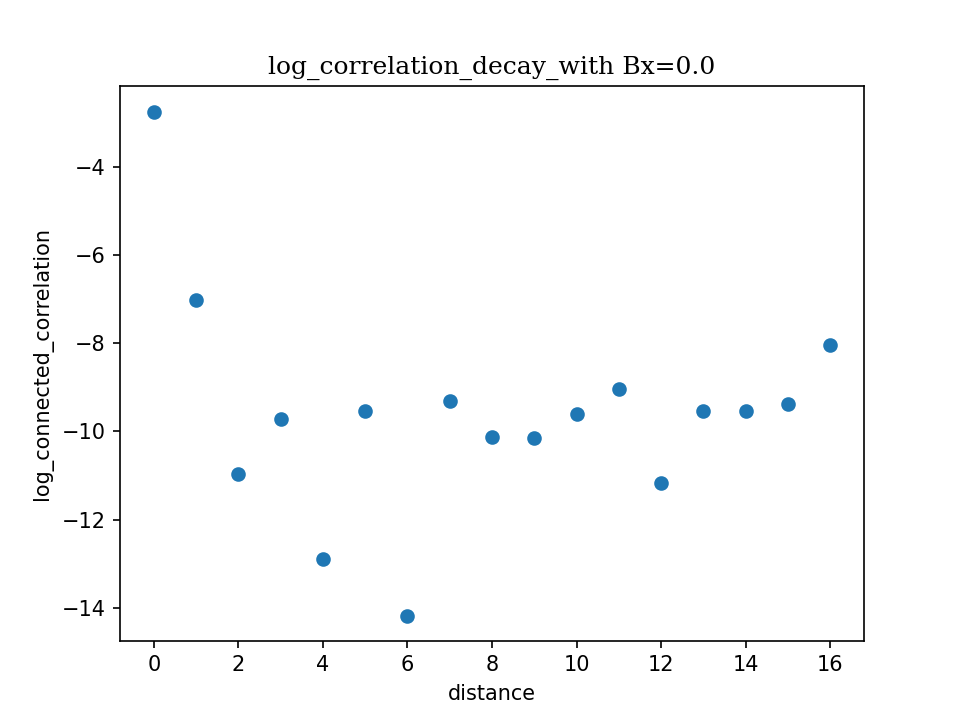 log_correlation_decay_with Bx=0.0
log_connected_correlation
−4
−6
−8
−10
−12
−14
0 2 4 6 8 10 12 14 16
distance